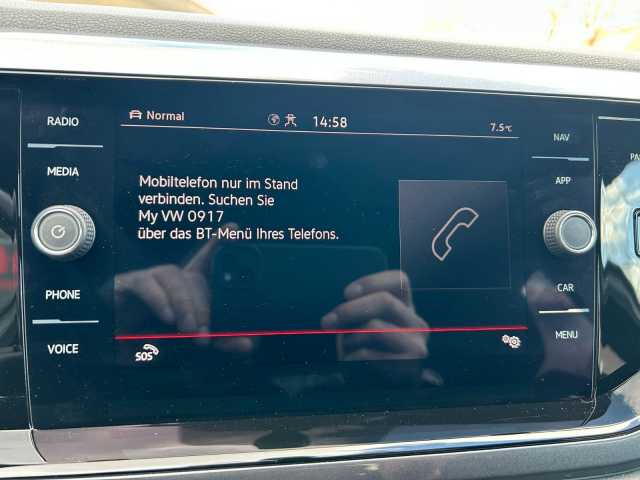 RADIO
MEDIA
PHONE
VOICE
Normal
14:58
7.5°C
Mobiltelefon nur im Stand
verbinden. Suchen Sie
My VW 0917
über das BT-Menü Ihres Telefons.
SOS
NAV
APP
CAR
MENU